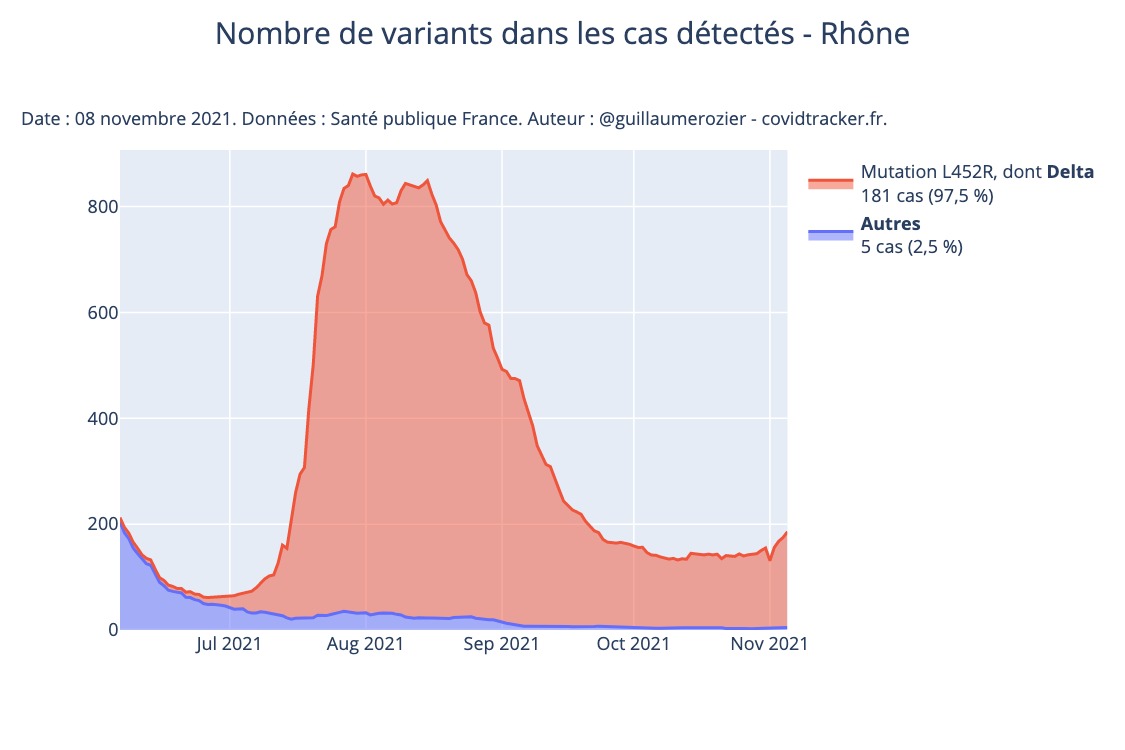 Nombre de variants dans les cas détectés - Rhône
Date : 08 novembre 2021. Données : Santé publique France. Auteur : @guillaumerozier - covidtracker.fr.
Mutation L452R, dont Delta
181 cas (97,5 %)
Autres
5 cas (2,5 %)
800
600
400
200
0
Jul 2021
Aug 2021
Sep 2021
Oct 2021
Nov 2021